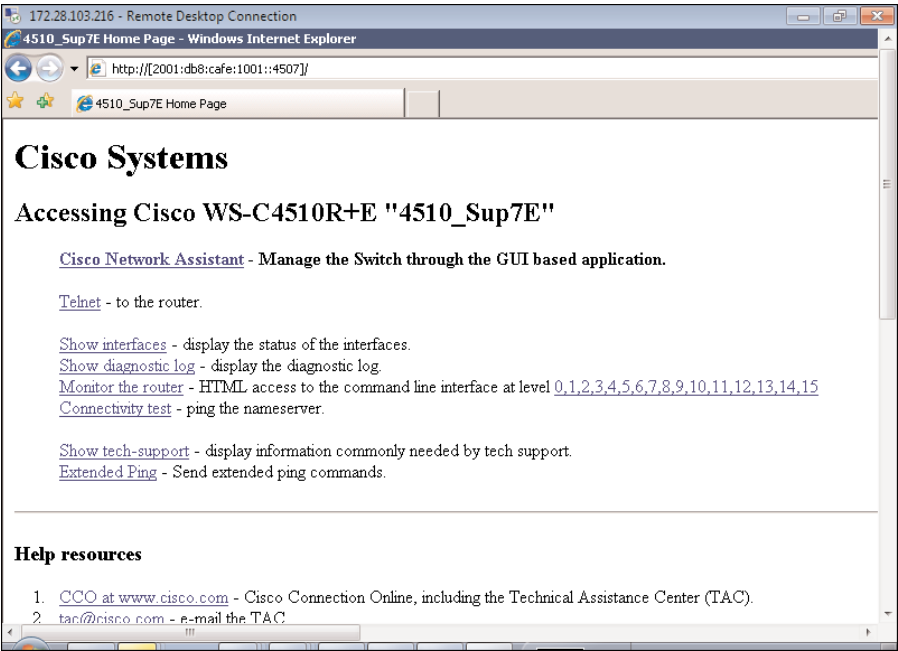 172.28.103.216 - Remote Desktop Connection
4510_Sup7E Home Page - Windows Internet Explorer
http://[2001:db8:cafe:1001::4507]/
4510_Sup7E Home Page
Cisco Systems
Accessing Cisco WS-C4510R+E "4510_Sup7E"
Cisco Network Assistant - Manage the Switch through the GUI based application.
Telnet - to the router.
Show interfaces - display the status of the interfaces.
Show diagnostic log - display the diagnostic log.
Monitor the router - HTML access to the command line interface at level 0,1,2,3,4,5,6,7,8,9,10,11,12,13,14,15
Connectivity test - ping the nameserver.
Show tech-support - display information commonly needed by tech support.
Extended Ping - Send extended ping commands.
Help resources
1. CCO at www.cisco.com - Cisco Connection Online, including the Technical Assistance Center (TAC).
2. tac@cisco.com - e-mail the TAC